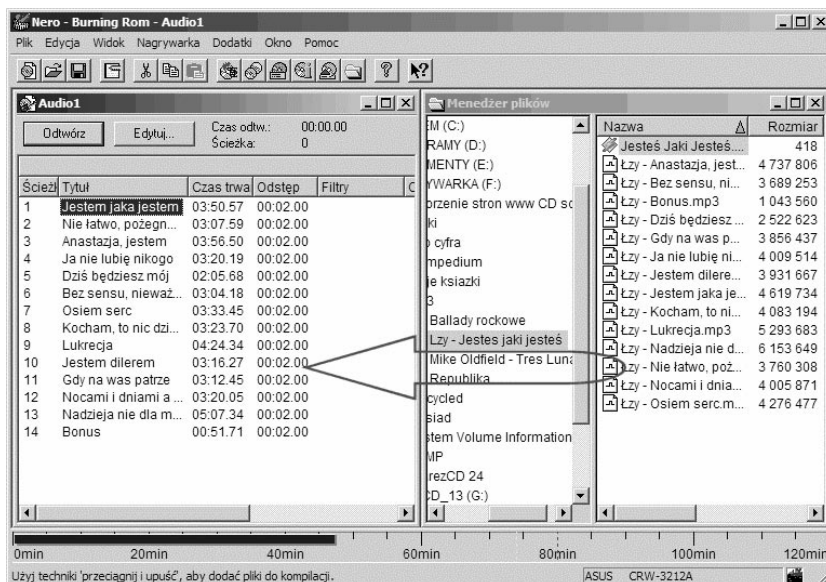 Nero - Burning Rom - Audio1
Plik Edycja Widok Nagrywarka Dodatki Okno Pomoc
Audio1
Odtwórz Edytuj... Czas odtw.: 00:00.00
Ścieżka: 0
Ścieżk Tytuł Czas trwa Odstęp Filtry
1 Jestem jaka jestem 03:50.57 00:02.00
2 Nie łatwo, pożegn... 03:07.59 00:02.00
3 Anastazja, jestem 03:56.50 00:02.00
4 Ja nie lubię nikogo 03:20.19 00:02.00
5 Dziś będziesz mój 02:05.68 00:02.00
6 Bez sensu, nieważ... 03:04.18 00:02.00
7 Osiem serc 03:33.45 00:02.00
8 Kocham, to nic dzi... 03:23.70 00:02.00
9 Lukrecja 04:24.34 00:02.00
10 Jestem dilerem 03:16.27 00:02.00
11 Gdy na was patrze 03:12.45 00:02.00
12 Nocami i dniami a ... 03:20.05 00:02.00
13 Nadzieja nie dla m... 05:07.34 00:02.00
14 Bonus 00:51.71 00:02.00
Menedżer plików
EM (C:)
RAMY (D:)
MENTY (E:)
YWARKA (F:)
orzenie stron www CD sc
ki
o cyfra
mpedium
je ksiazki
3
Ballady rockowe
Lzy - Jestes jaki jesteś
Mike Oldfield - Tres Luna
Republika
cycled
siad
stem Volume Information
MP
rezCD 24
CD_13 (G:)
Nazwa Rozmiar
Jesteś Jaki Jesteś.... 418
Łzy - Anastazja, jest... 4 737 806
Łzy - Bez sensu, ni... 3 689 253
Łzy - Bonus.mp3 1 043 560
Łzy - Dziś będziesz ... 2 522 623
Łzy - Gdy na was p... 3 856 437
Łzy - Ja nie lubię ni... 4 009 514
Łzy - Jestem dilere... 3 931 667
Łzy - Jestem jaka je... 4 619 734
Łzy - Kocham, to ni... 4 083 194
Łzy - Lukrecja.mp3 5 293 683
Łzy - Nadzieja nie d... 6 153 649
Łzy - Nie łatwo, poż... 3 760 308
Łzy - Nocami i dnia... 4 005 871
Łzy - Osiem serc.m... 4 276 477
0min 20min 40min 60min 80min 100min 120min
Użyj techniki 'przeciągnij i upuść', aby dodać pliki do kompilacji. ASUS CRW-3212A